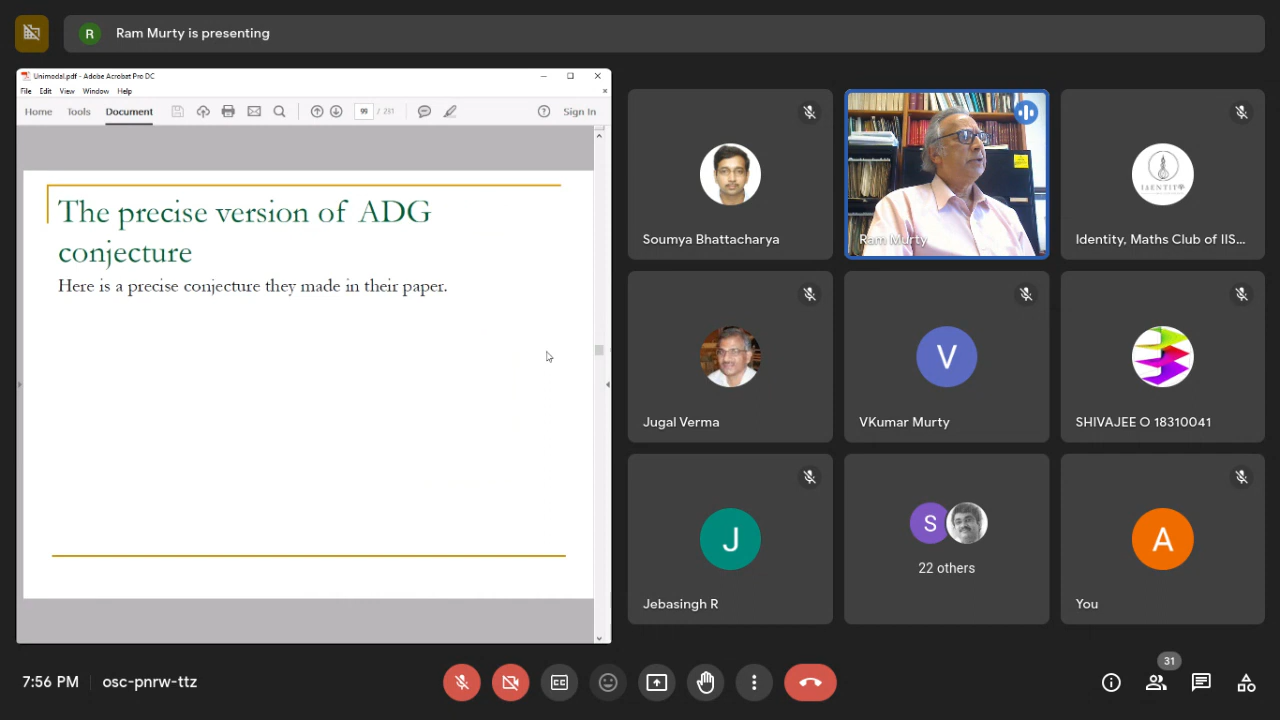 R
Ram Murty is presenting
Unimodal.pdf - Adobe Acrobat Pro DC
File Edit View Window Help
Home Tools Document 99 / 231 Sign In
The precise version of ADG
conjecture
Here is a precise conjecture they made in their paper.
Soumya Bhattacharya
Ram Murty
Identity, Maths Club of IIS...
Jugal Verma
V
VKumar Murty
SHIVAJEE O 18310041
J
Jebasingh R
S
22 others
A
You
7:56 PM osc-pnrw-ttz
31